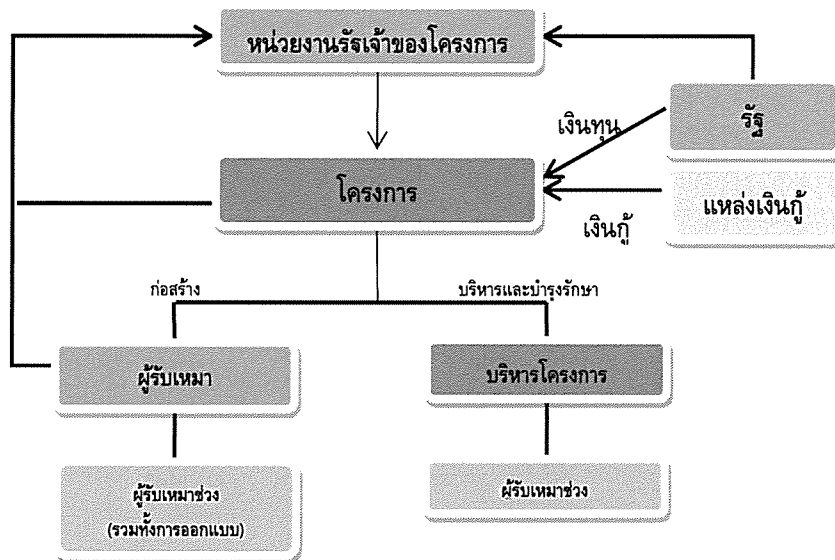 หน่วยงานรัฐเจ้าของโครงการ
รัฐ
เงินทุน
โครงการ
แหล่งเงินกู้
เงินกู้
ก่อสร้าง
บริหารและบำรุงรักษา
ผู้รับเหมา
บริหารโครงการ
ผู้รับเหมาช่วง
(รวมทั้งการออกแบบ)
ผู้รับเหมาช่วง